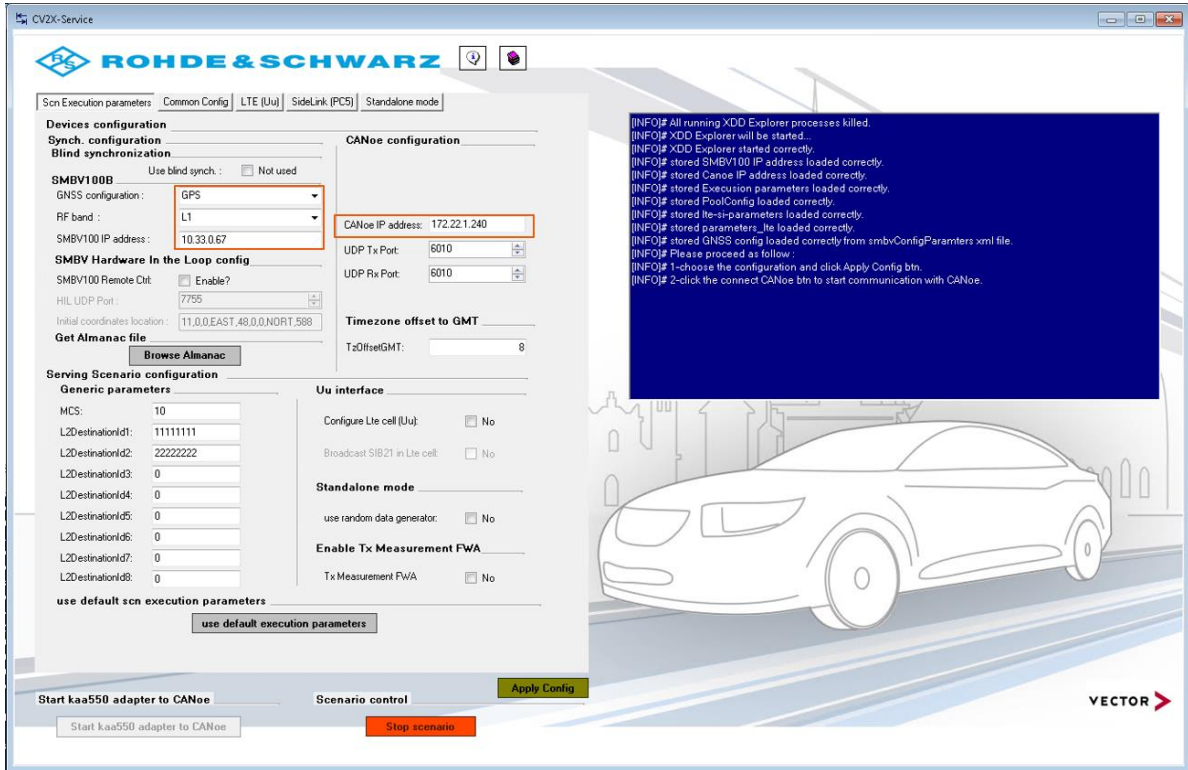 CV2X-Service
ROHDE & SCHWARZ
Scn Execution parameters Common Config LTE (Uu) SideLink (PC5) Standalone mode
Devices configuration
Synch. configuration
Blind synchronization
Use blind synch. : Not used
SMBV100B
GNSS configuration : GPS
RF band : L1
SMBV100 IP address : 10.33.0.67
SMBV Hardware In the Loop config
SMBV100 Remote Ctrl: Enable?
HIL UDP Port : 7755
Initial coordinates location : 11,0,0,EAST,48,0,0,NORT,588
Get Almanac file
Browse Almanac
CANoe configuration
CANoe IP address: 172.22.1.240
UDP Tx Port: 6010
UDP Rx Port: 6010
Timezone offset to GMT
TzOffsetGMT: 8
Serving Scenario configuration
Generic parameters
MCS: 10
L2DestinationId1: 11111111
L2DestinationId2: 22222222
L2DestinationId3: 0
L2DestinationId4: 0
L2DestinationId5: 0
L2DestinationId6: 0
L2DestinationId7: 0
L2DestinationId8: 0
Uu interface
Configure Lte cell (Uu): No
Broadcast SIB21 in Lte cell: No
Standalone mode
use random data generator: No
Enable Tx Measurement FWA
Tx Measurement FWA No
use default scn execution parameters
use default execution parameters
Apply Config
Start kaa550 adapter to CANoe
Start kaa550 adapter to CANoe
Scenario control
Stop scenario
[INFO]# All running XDD Explorer processes killed.
[INFO]# XDD Explorer will be started...
[INFO]# XDD Explorer started correctly.
[INFO]# stored SMBV100 IP address loaded correctly.
[INFO]# stored Canoe IP address loaded correctly.
[INFO]# stored Execusion parameters loaded correctly.
[INFO]# stored PoolConfig loaded correctly.
[INFO]# stored lte-si-parameters loaded correctly.
[INFO]# stored parameters_lte loaded correctly.
[INFO]# stored GNSS config loaded correctly from smbvConfigParamters xml file.
[INFO]# Please proceed as follow :
[INFO]# 1-choose the configuration and click Apply Config btn.
[INFO]# 2-click the connect CANoe btn to start communication with CANoe.
VECTOR